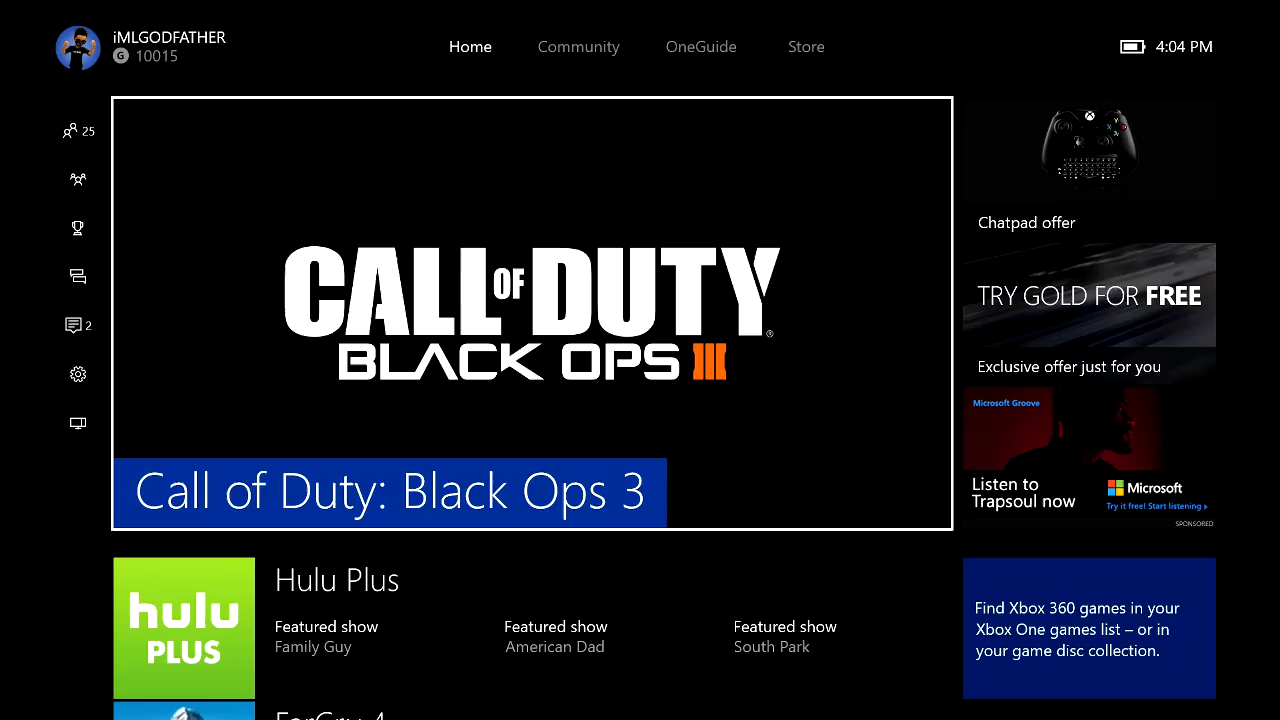 iMLGODFATHER
G 10015
Home
Community
OneGuide
Store
4:04 PM
25
2
CALL OF DUTY®
BLACK OPS III
Call of Duty: Black Ops 3
Chatpad offer
TRY GOLD FOR FREE
Exclusive offer just for you
Microsoft Groove
Listen to
Trapsoul now
Microsoft
Try it free! Start listening
SPONSORED
hulu
PLUS
Hulu Plus
Featured show
Family Guy
Featured show
American Dad
Featured show
South Park
Find Xbox 360 games in your
Xbox One games list – or in
your game disc collection.
FarCry 4